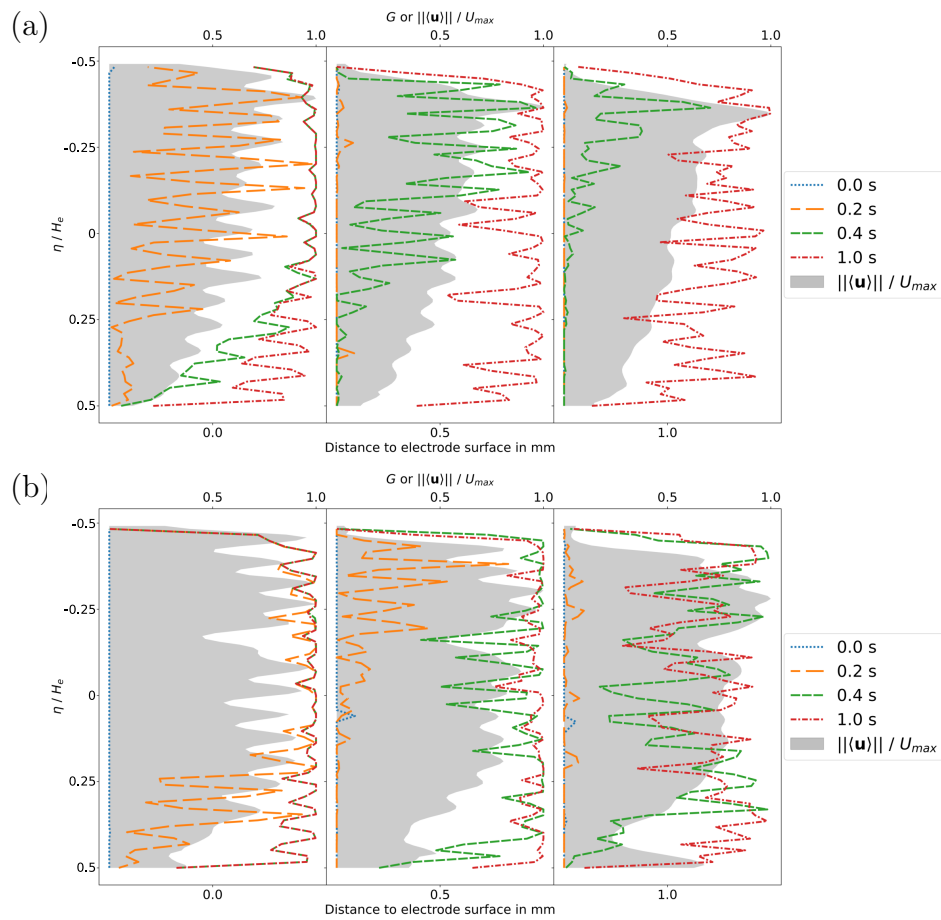 (a)
G or ||⟨u⟩|| / U_max
0.5 1.0 0.5 1.0 0.5 1.0
-0.5
-0.25
0
0.25
0.5
η / H_e
0.0 0.5 1.0
Distance to electrode surface in mm
0.0 s
0.2 s
0.4 s
1.0 s
||⟨u⟩|| / U_max
(b)
G or ||⟨u⟩|| / U_max
0.5 1.0 0.5 1.0 0.5 1.0
-0.5
-0.25
0
0.25
0.5
η / H_e
0.0 0.5 1.0
Distance to electrode surface in mm
0.0 s
0.2 s
0.4 s
1.0 s
||⟨u⟩|| / U_max